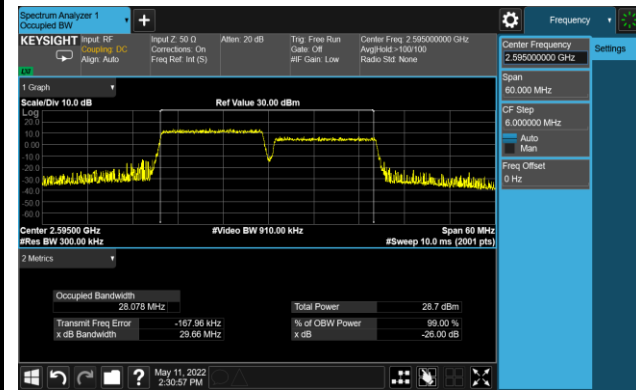 Spectrum Analyzer 1
Occupied BW
Frequency
KEYSIGHT
Input: RF
Coupling: DC
Align: Auto
Input Z: 50 Ω
Corrections: On
Freq Ref: Int (S)
Atten: 20 dB
Trig: Free Run
Gate: Off
#IF Gain: Low
Center Freq: 2.595000000 GHz
Avg|Hold:>100/100
Radio Std: None
Center Frequency
2.595000000 GHz
Settings
Span
60.000 MHz
CF Step
6.000000 MHz
Auto
Man
Freq Offset
0 Hz
1 Graph
Scale/Div 10.0 dB
Ref Value 30.00 dBm
Log
20.0
10.0
0.00
-10.0
-20.0
-30.0
-40.0
-50.0
-60.0
Center 2.59500 GHz
#Video BW 910.00 kHz
Span 60 MHz
#Res BW 300.00 kHz
#Sweep 10.0 ms (2001 pts)
2 Metrics
Occupied Bandwidth
28.078 MHz
Total Power
28.7 dBm
Transmit Freq Error
-167.96 kHz
% of OBW Power
99.00 %
x dB Bandwidth
29.66 MHz
x dB
-26.00 dB
May 11, 2022
2:30:57 PM